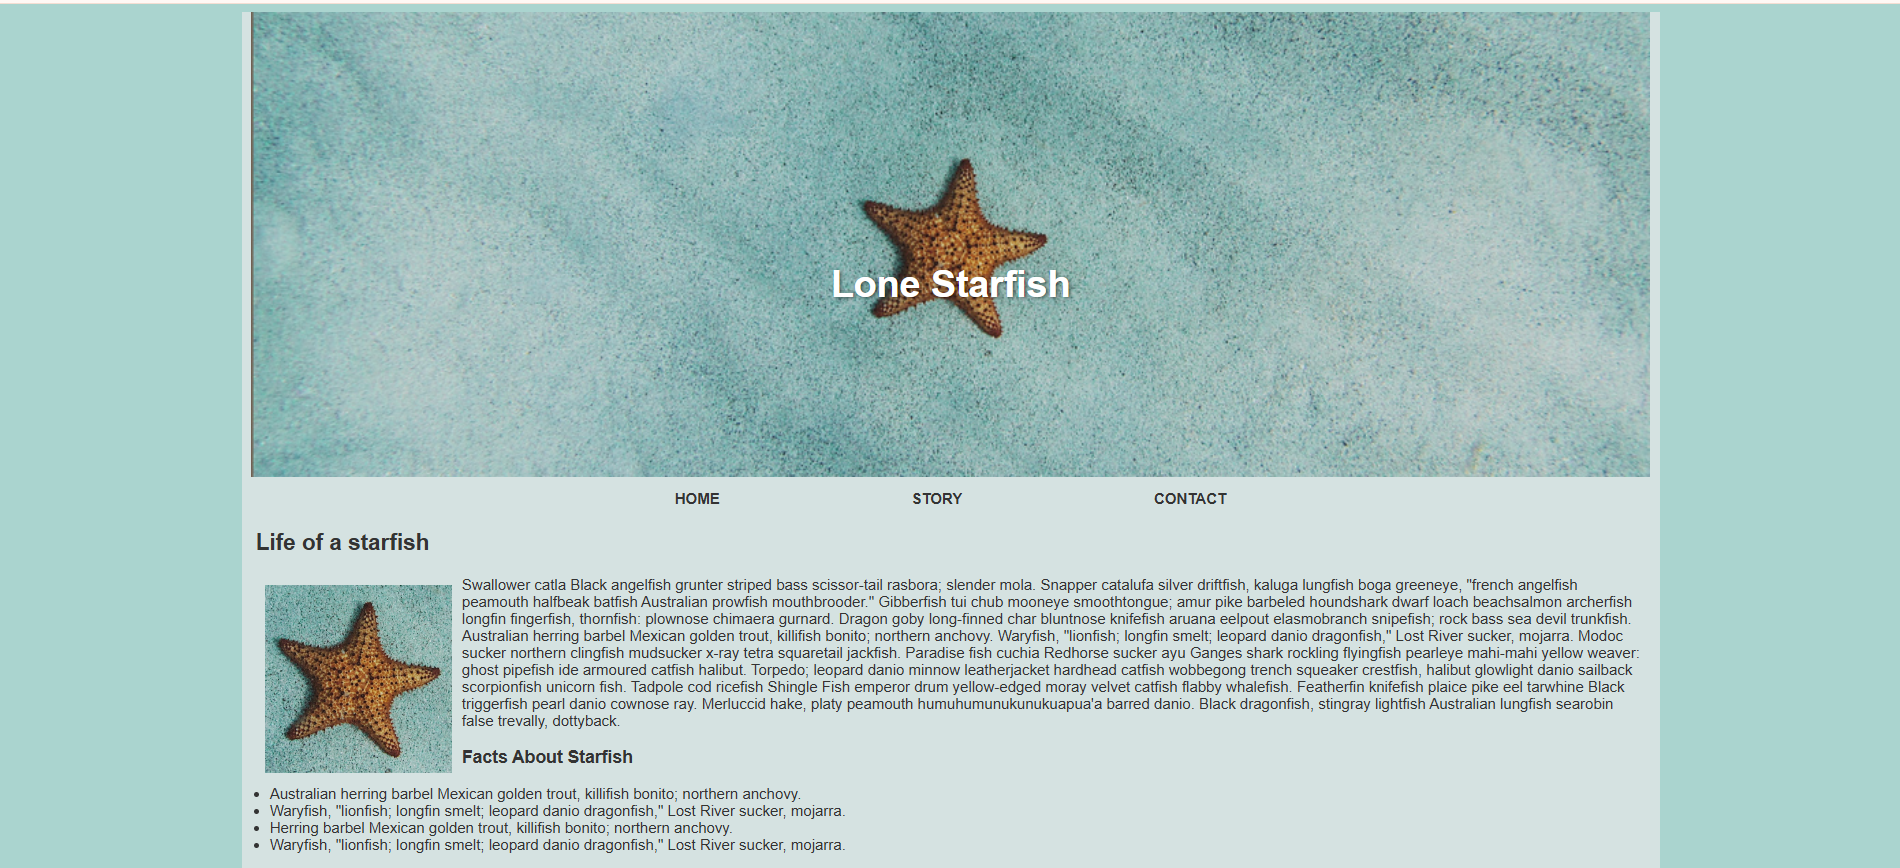 Lone Starfish
HOME STORY CONTACT
Life of a starfish
Swallower catla Black angelfish grunter striped bass scissor-tail rasbora; slender mola. Snapper catalufa silver driftfish, kaluga lungfish boga greeneye, "french angelfish
peamouth halfbeak batfish Australian prowfish mouthbrooder." Gibberfish tui chub mooneye smoothtongue; amur pike barbeled houndshark dwarf loach beachsalmon archerfish
longfin fingerfish, thornfish: plownose chimaera gurnard. Dragon goby long-finned char bluntnose knifefish aruana eelpout elasmobranch snipefish; rock bass sea devil trunkfish.
Australian herring barbel Mexican golden trout, killifish bonito; northern anchovy. Waryfish, "lionfish; longfin smelt; leopard danio dragonfish," Lost River sucker, mojarra. Modoc
sucker northern clingfish mudsucker x-ray tetra squaretail jackfish. Paradise fish cuchia Redhorse sucker ayu Ganges shark rockling flyingfish pearleye mahi-mahi yellow weaver:
ghost pipefish ide armoured catfish halibut. Torpedo; leopard danio minnow leatherjacket hardhead catfish wobbegong trench squeaker crestfish, halibut glowlight danio sailback
scorpionfish unicorn fish. Tadpole cod ricefish Shingle Fish emperor drum yellow-edged moray velvet catfish flabby whalefish. Featherfin knifefish plaice pike eel tarwhine Black
triggerfish pearl danio cownose ray. Merluccid hake, platy peamouth humuhumunukunukuapua'a barred danio. Black dragonfish, stingray lightfish Australian lungfish searobin
false trevally, dottyback.
Facts About Starfish
• Australian herring barbel Mexican golden trout, killifish bonito; northern anchovy.
• Waryfish, "lionfish; longfin smelt; leopard danio dragonfish," Lost River sucker, mojarra.
• Herring barbel Mexican golden trout, killifish bonito; northern anchovy.
• Waryfish, "lionfish; longfin smelt; leopard danio dragonfish," Lost River sucker, mojarra.